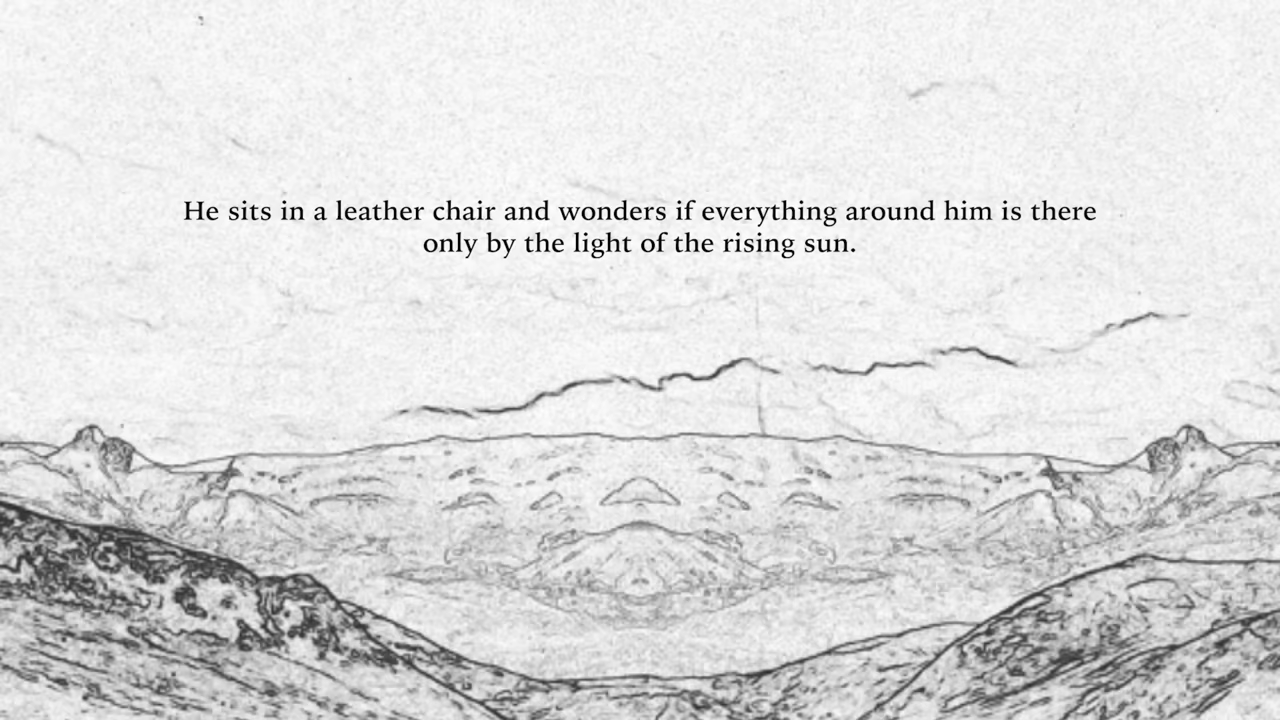 He sits in a leather chair and wonders if everything around him is there
only by the light of the rising sun.